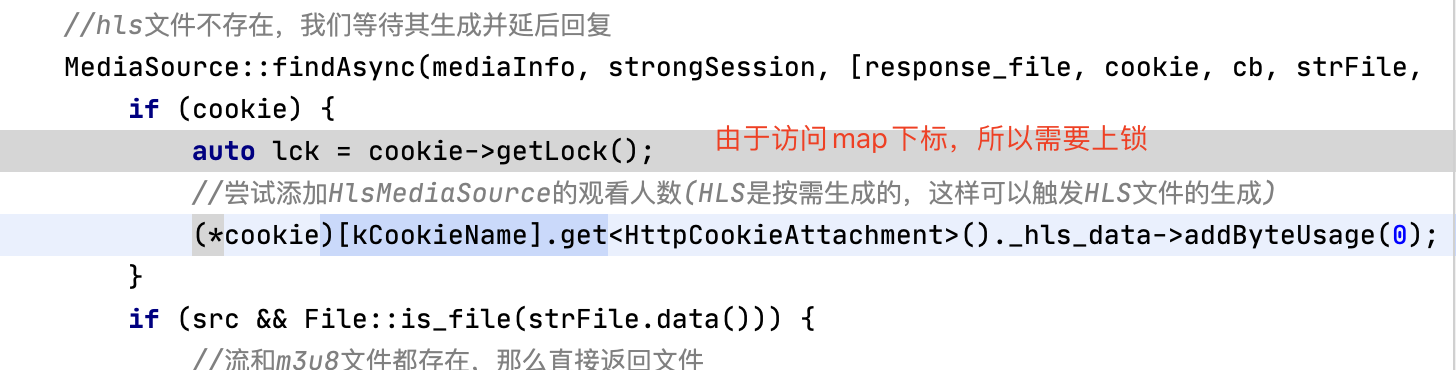 //hls文件不存在，我们等待其生成并延后回复
MediaSource::findAsync(mediaInfo, strongSession, [response_file, cookie, cb, strFile,
if (cookie) {
auto lck = cookie->getLock();
由于访问map下标，所以需要上锁
//尝试添加HlsMediaSource的观看人数(HLS是按需生成的，这样可以触发HLS文件的生成)
(*cookie)[kCookieName].get<HttpCookieAttachment>()._hls_data->addByteUsage(0);
}
if (src && File::is_file(strFile.data())) {
//流和m3u8文件都存在，那么直接返回文件